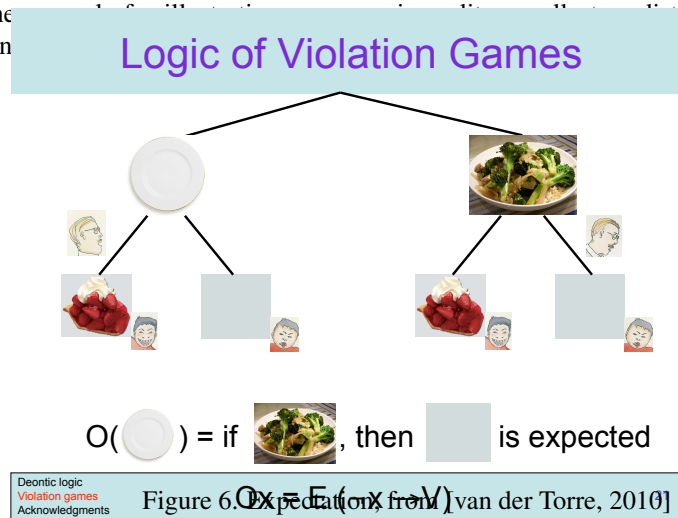 Logic of Violation Games
O( ) = if , then is expected
Deontic logic
Violation games
Acknowledgments
Ox = E (¬x → V)
Figure 6. Expectation, from [van der Torre, 2010]